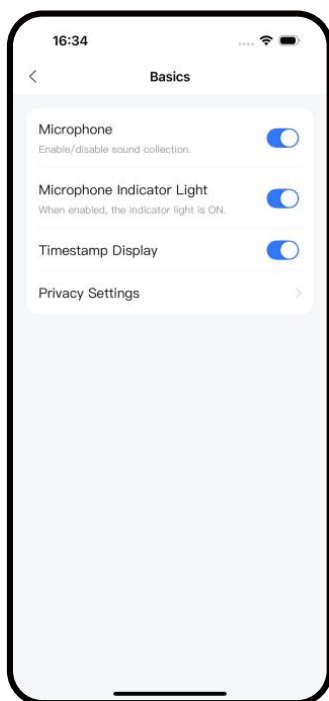 16:34
Basics
Microphone
Enable/disable sound collection.
Microphone Indicator Light
When enabled, the indicator light is ON.
Timestamp Display
Privacy Settings